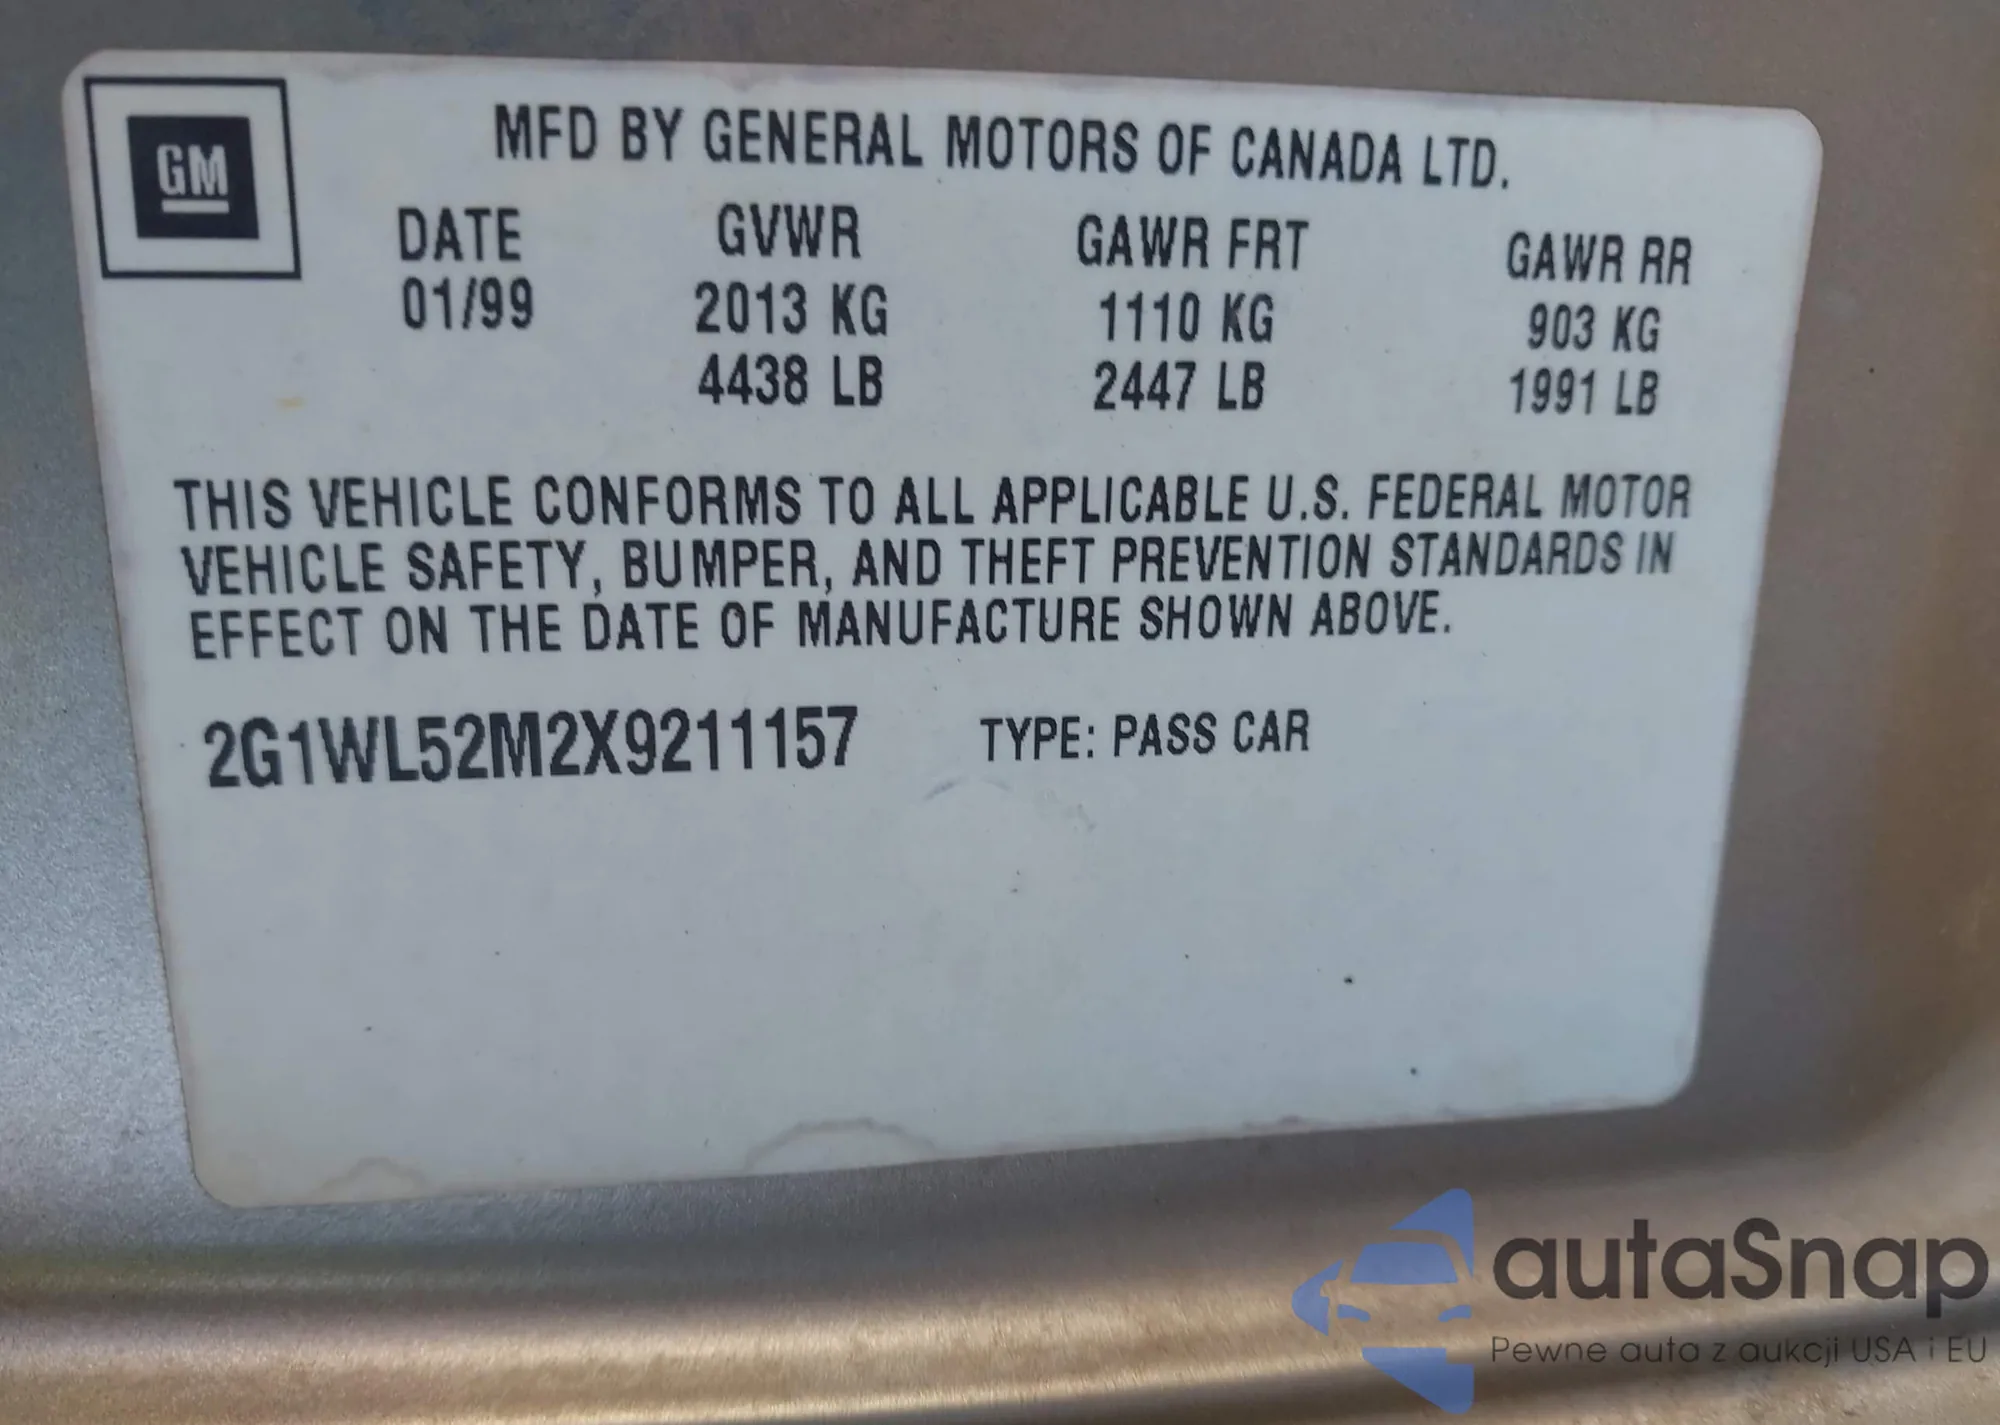 GM
MFD BY GENERAL MOTORS OF CANADA LTD.
DATE GVWR GAWR FRT GAWR RR
01/99 2013 KG 1110 KG 903 KG
4438 LB 2447 LB 1991 LB
THIS VEHICLE CONFORMS TO ALL APPLICABLE U.S. FEDERAL MOTOR
VEHICLE SAFETY, BUMPER, AND THEFT PREVENTION STANDARDS IN
EFFECT ON THE DATE OF MANUFACTURE SHOWN ABOVE.
2G1WL52M2X9211157 TYPE: PASS CAR
autaSnap
Pewne auta z aukcji USA i EU